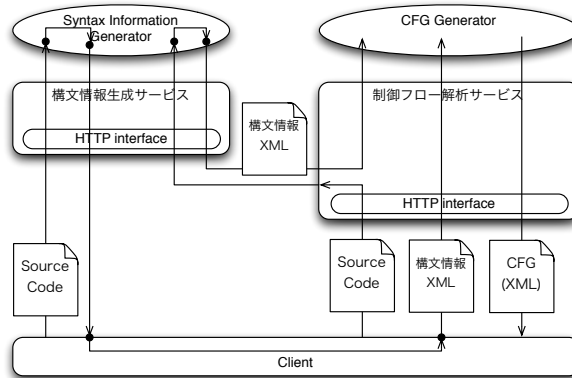 Syntax Information
Generator
CFG Generator
構文情報生成サービス
制御フロー解析サービス
HTTP interface
構文情報
XML
HTTP interface
Source
Code
Source
Code
構文情報
XML
CFG
(XML)
Client